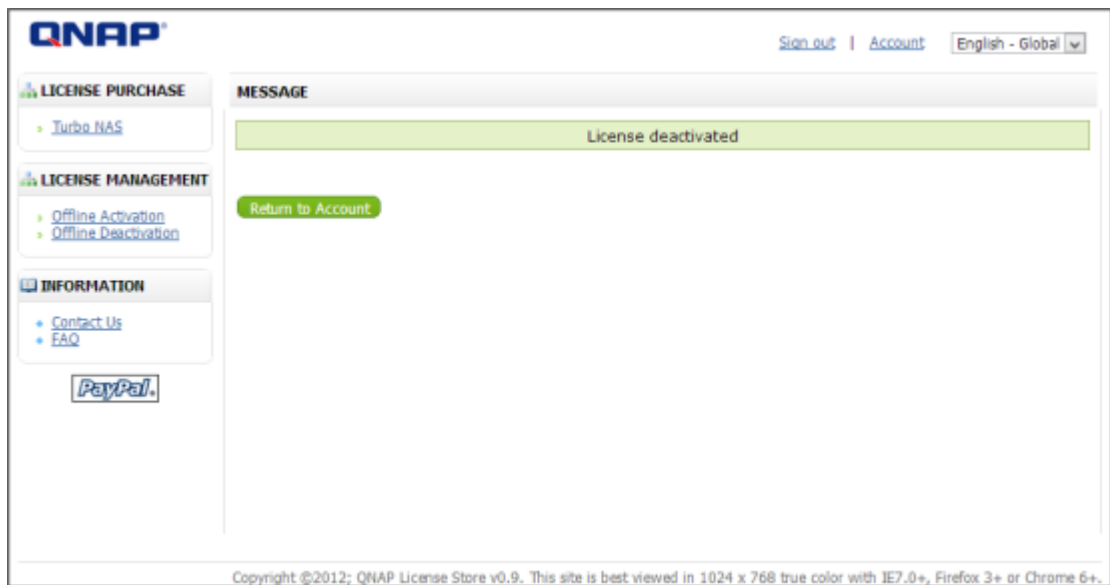 QNAP
Sign out | Account English - Global
LICENSE PURCHASE
Turbo NAS
LICENSE MANAGEMENT
Offline Activation
Offline Deactivation
INFORMATION
Contact Us
FAQ
PayPal.
MESSAGE
License deactivated
Return to Account
Copyright ©2012; QNAP License Store v0.9. This site is best viewed in 1024 x 768 true color with IE7.0+, Firefox 3+ or Chrome 6+.